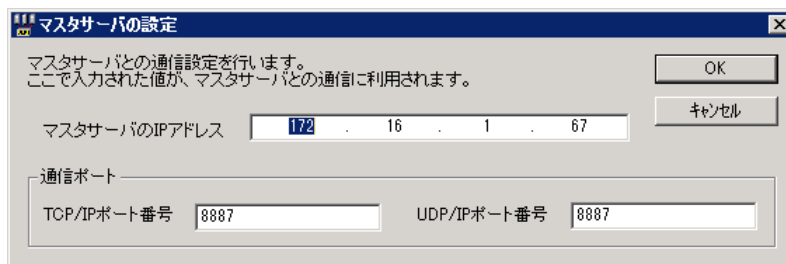 マスタサーバの設定
マスタサーバとの通信設定を行います。
ここで入力された値が、マスタサーバとの通信に利用されます。
OK
キャンセル
マスタサーバのIPアドレス 172 . 16 . 1 . 67
通信ポート
TCP/IPポート番号 8887 UDP/IPポート番号 8887